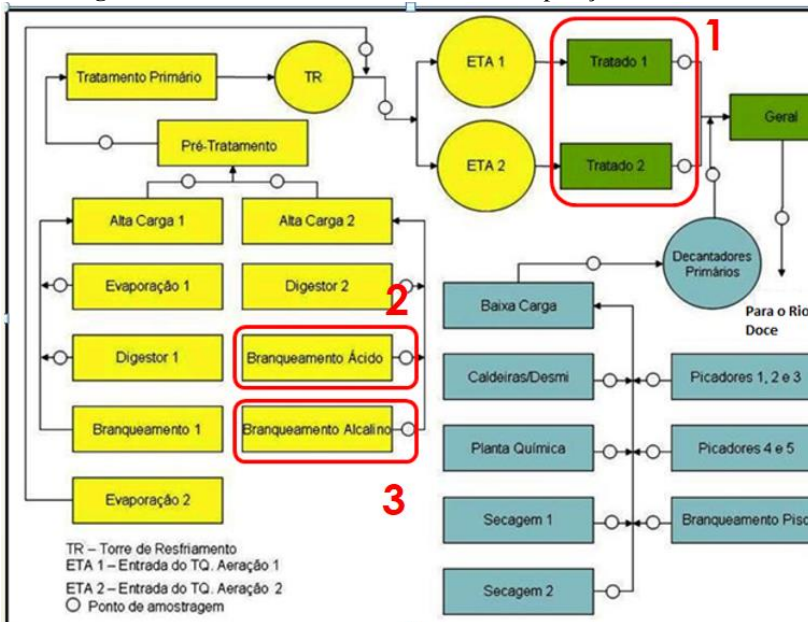 1
Tratamento Primário
TR
ETA 1
Tratado 1
Geral
Pré-Tratamento
ETA 2
Tratado 2
Alta Carga 1
Alta Carga 2
Decantadores
Primários
Evaporação 1
Digestor 2
2
Baixa Carga
Para o Rio
Doce
Digestor 1
Branqueamento Ácido
Caldeiras/Desmi
Picadores 1, 2 e 3
Branqueamento 1
Branqueamento Alcalino
Planta Química
Picadores 4 e 5
3
Evaporação 2
Secagem 1
Branqueamento Pisc
TR – Torre de Resfriamento
ETA 1 – Entrada do TQ. Aeração 1
ETA 2 – Entrada do TQ. Aeração 2
Ponto de amostragem
Secagem 2